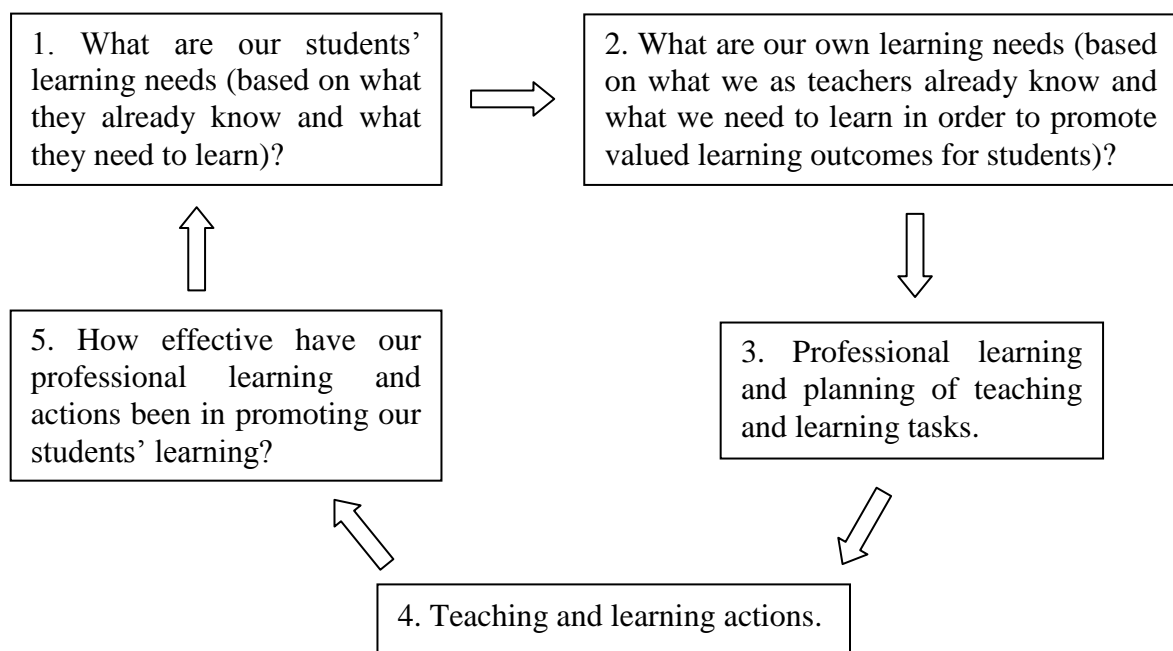 1. What are our students’
learning needs (based on what
they already know and what
they need to learn)?
2. What are our own learning needs (based
on what we as teachers already know and
what we need to learn in order to promote
valued learning outcomes for students)?
3. Professional learning
and planning of teaching
and learning tasks.
4. Teaching and learning actions.
5. How effective have our
professional learning and
actions been in promoting our
students’ learning?